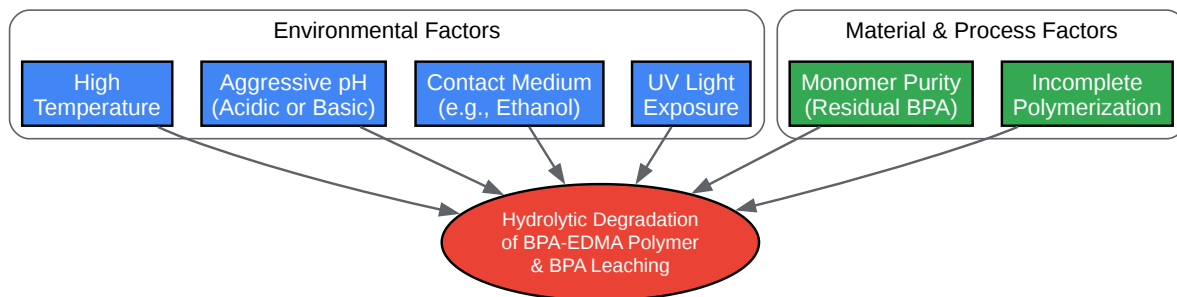 Environmental Factors
Material & Process Factors
High
Temperature
Aggressive pH
(Acidic or Basic)
Contact Medium
(e.g., Ethanol)
UV Light
Exposure
Monomer Purity
(Residual BPA)
Incomplete
Polymerization
Hydrolytic Degradation
of BPA-EDMA Polymer
& BPA Leaching